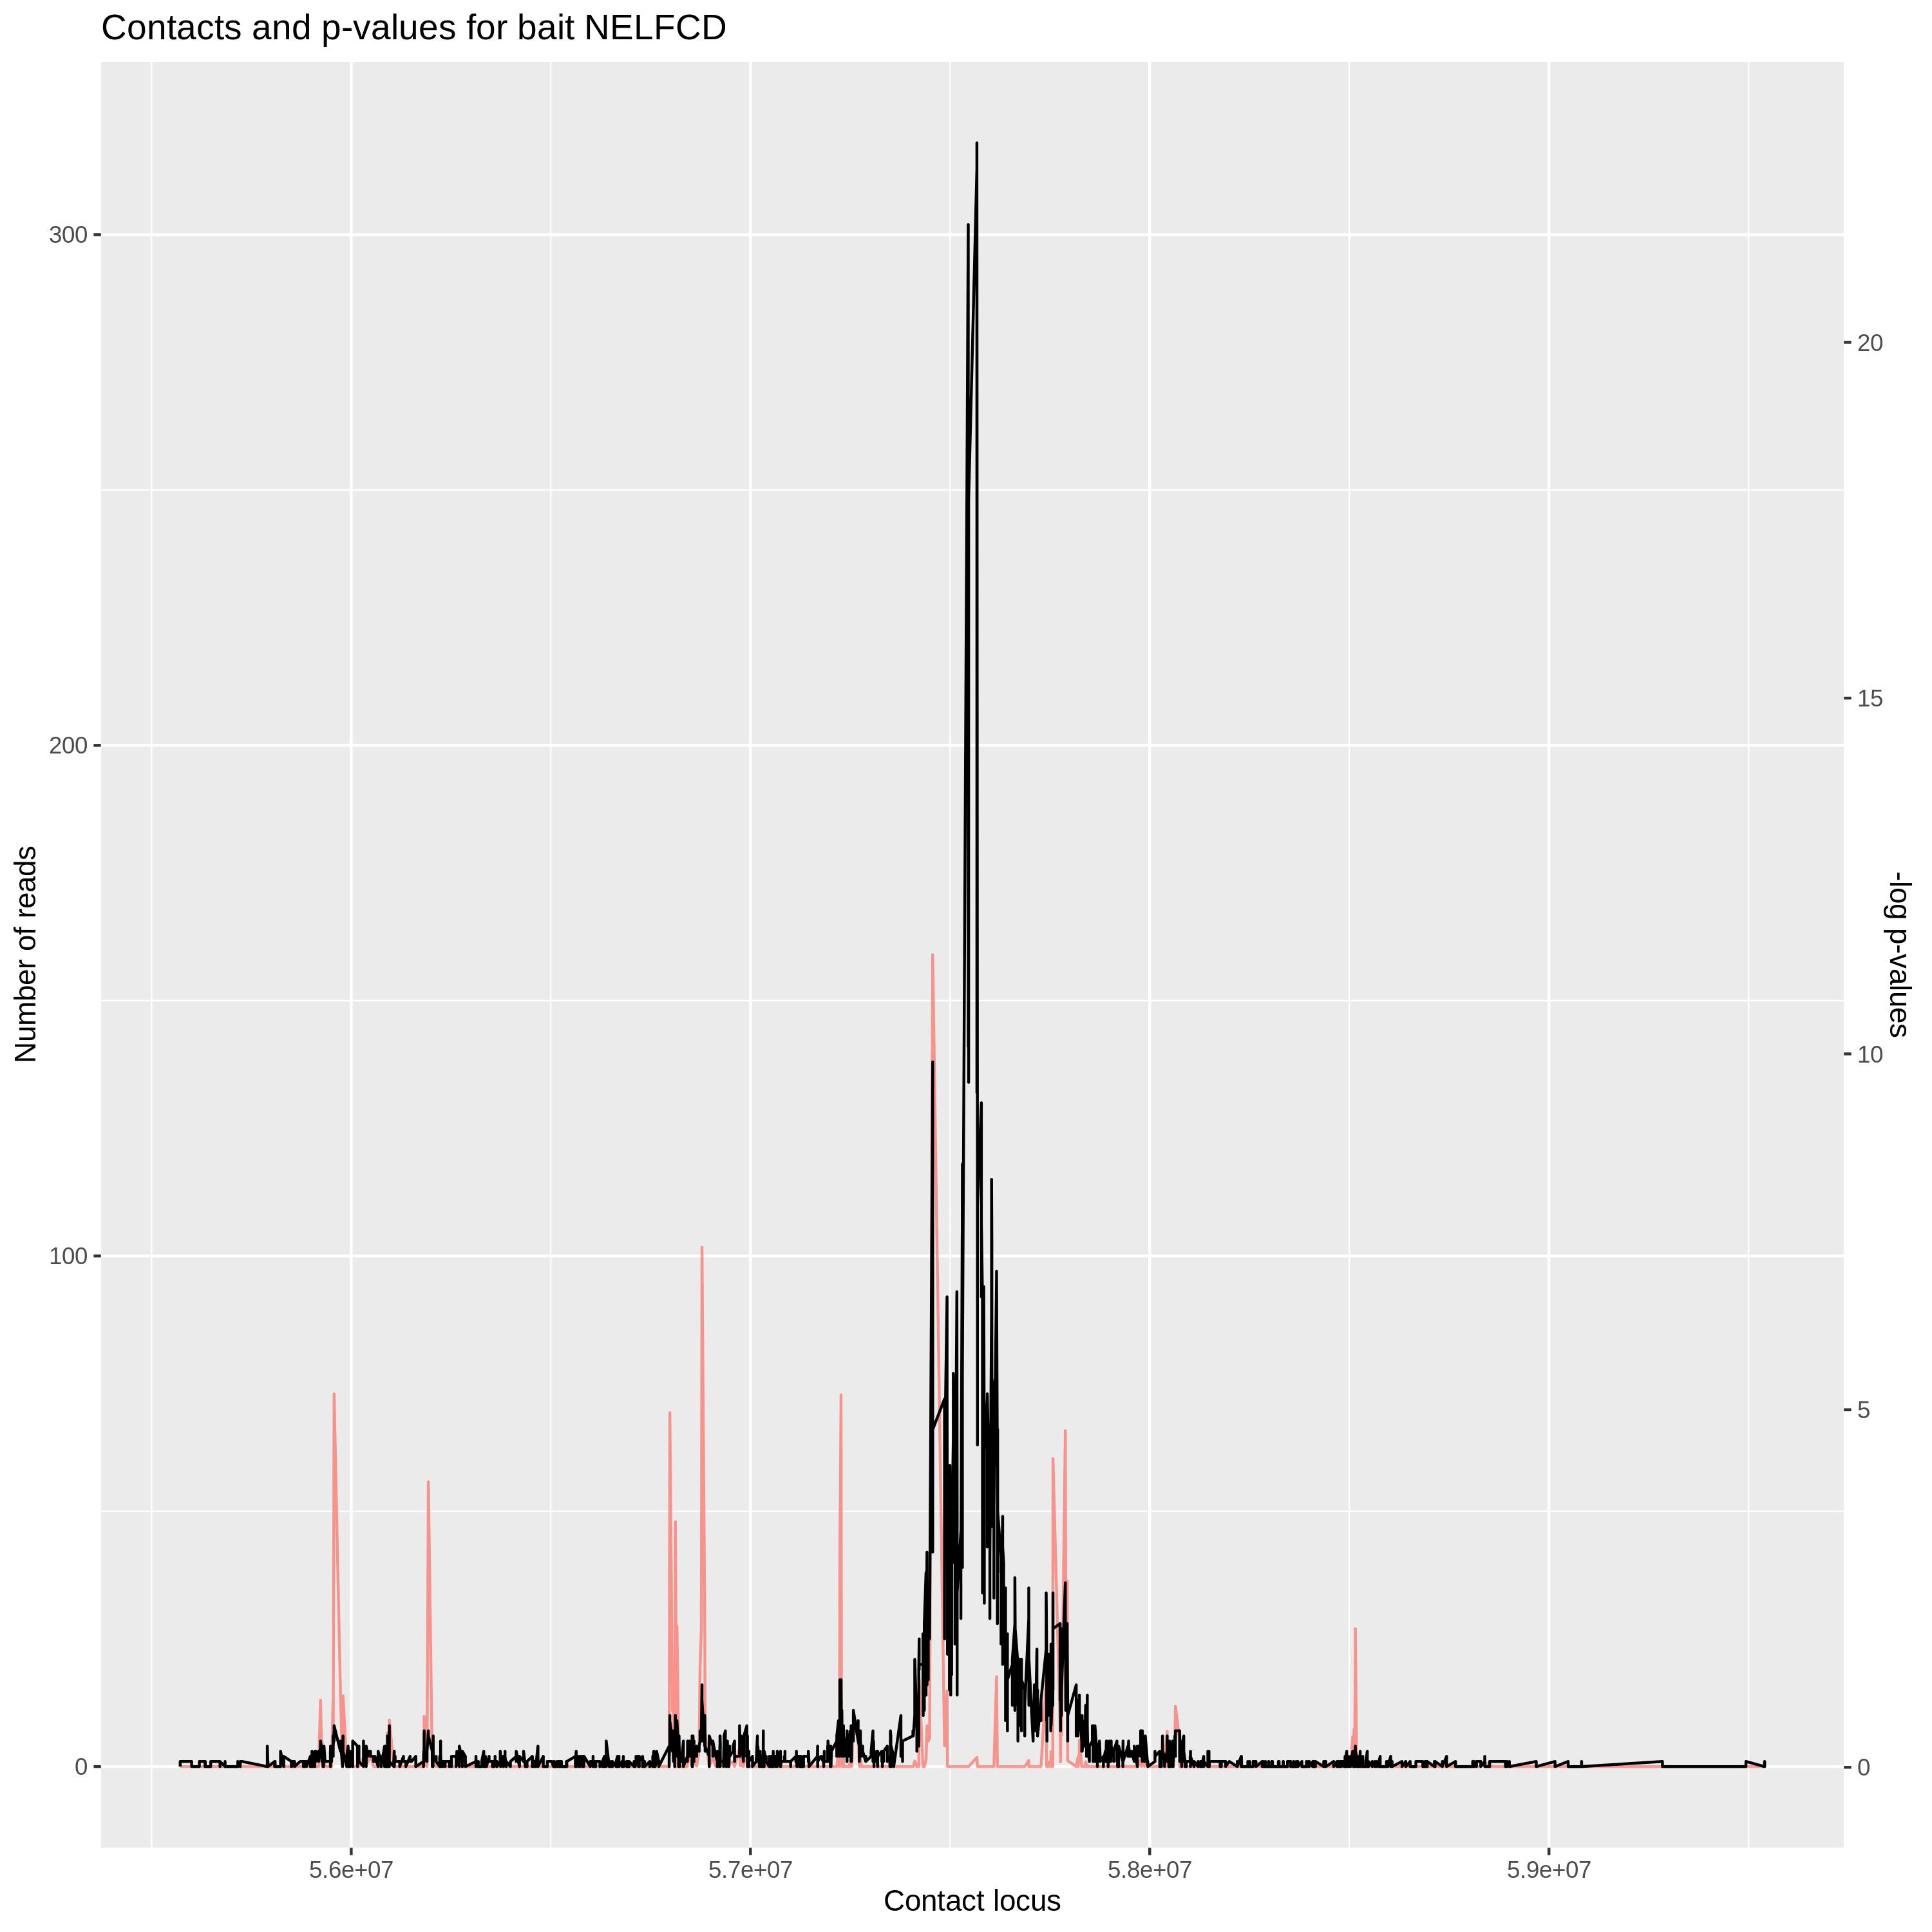 Contacts and p-values for bait NELFCD
300
200
100
0
20
15
10
5
0
Number of reads
-log p-values
5.6e+07
5.7e+07
5.8e+07
5.9e+07
Contact locus